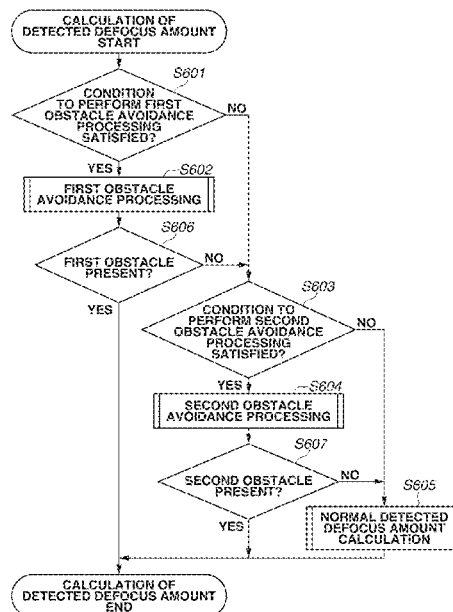 CALCULATION OF
DETECTED DEFOCUS AMOUNT
START
S601
CONDITION
TO PERFORM FIRST
OBSTACLE AVOIDANCE
PROCESSING
SATISFIED?
NO
YES
S602
FIRST OBSTACLE
AVOIDANCE PROCESSING
S606
FIRST OBSTACLE
PRESENT?
NO
YES
S603
CONDITION TO
PERFORM SECOND
OBSTACLE AVOIDANCE
PROCESSING
SATISFIED?
NO
YES
S604
SECOND OBSTACLE
AVOIDANCE PROCESSING
S607
SECOND OBSTACLE
PRESENT?
NO
YES
S605
NORMAL DETECTED
DEFOCUS AMOUNT
CALCULATION
CALCULATION OF
DETECTED DEFOCUS AMOUNT
END